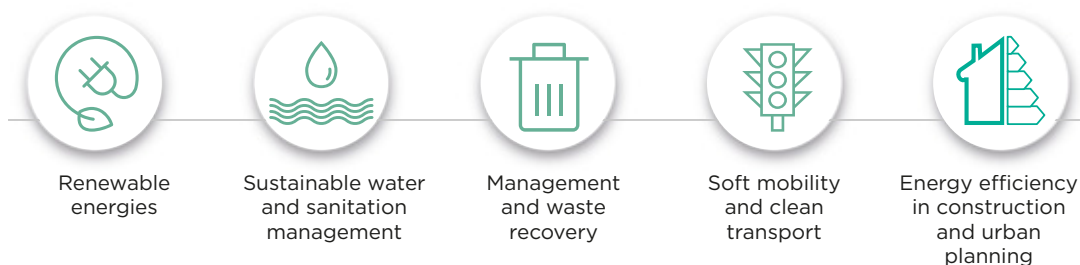 Renewable
energies
Sustainable water
and sanitation
management
Management
and waste
recovery
Soft mobility
and clean
transport
Energy efficiency
in construction
and urban
planning